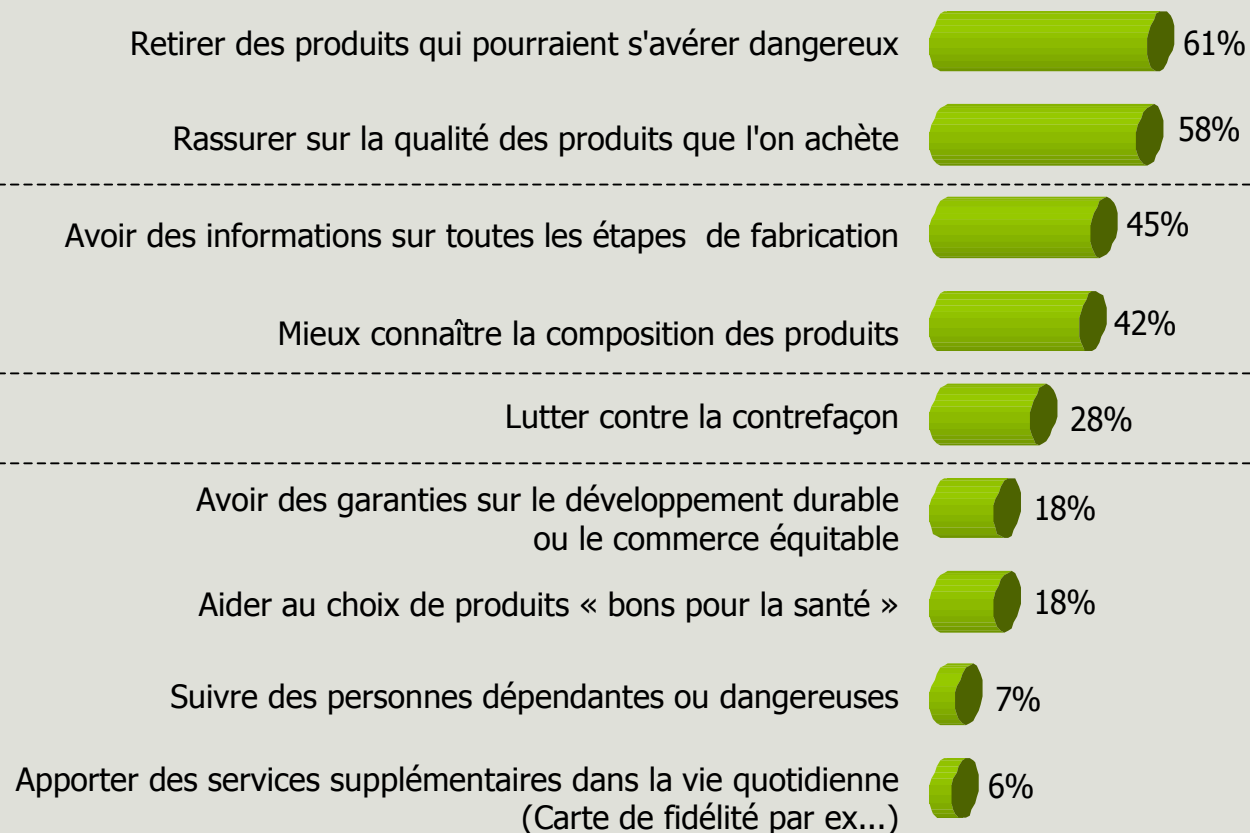 Retirer des produits qui pourraient s'avérer dangereux 61%
Rassurer sur la qualité des produits que l'on achète 58%
Avoir des informations sur toutes les étapes de fabrication 45%
Mieux connaître la composition des produits 42%
Lutter contre la contrefaçon 28%
Avoir des garanties sur le développement durable
ou le commerce équitable 18%
Aider au choix de produits « bons pour la santé » 18%
Suivre des personnes dépendantes ou dangereuses 7%
Apporter des services supplémentaires dans la vie quotidienne
(Carte de fidélité par ex...) 6%